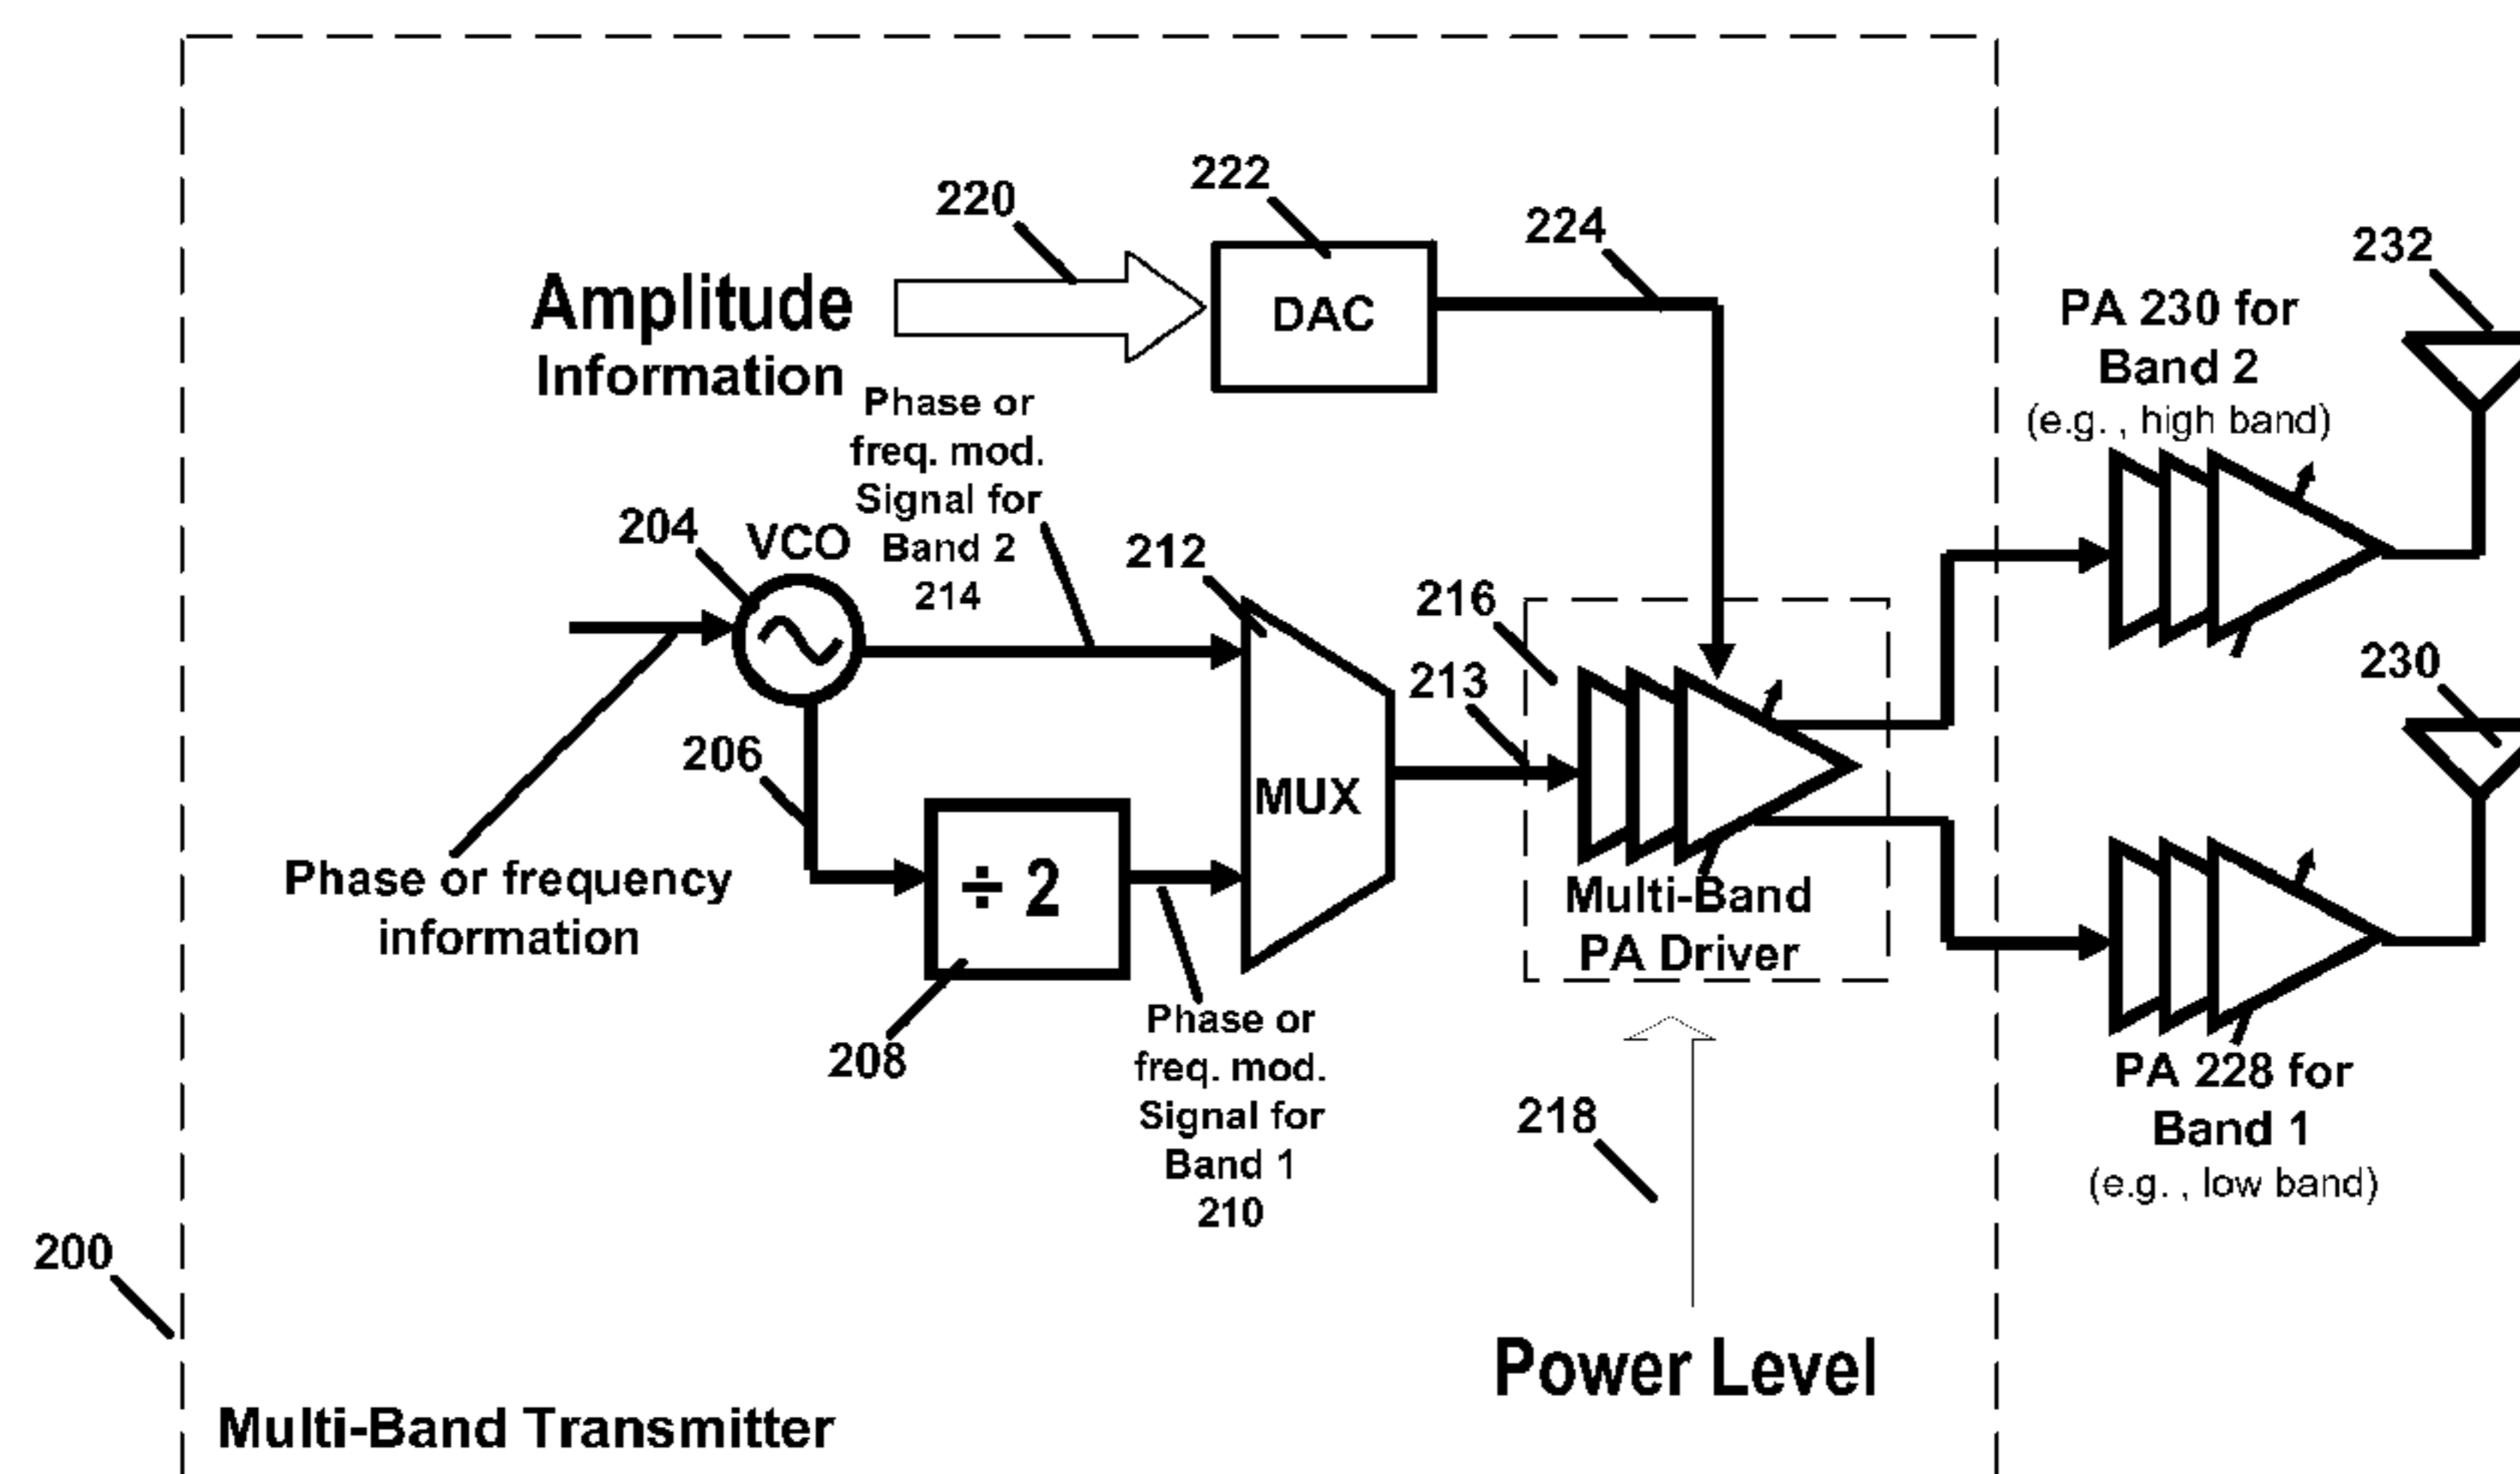 222
220
224
232
Amplitude
Information
DAC
PA 230 for
Band 2
(e.g. , high band)
Phase or
freq. mod.
Signal for
Band 2
214
204
VCO
212
216
213
230
206
MUX
÷ 2
Phase or frequency
information
Multi-Band
PA Driver
208
Phase or
freq. mod.
Signal for
Band 1
210
218
PA 228 for
Band 1
(e.g. , low band)
200
Power Level
Multi-Band Transmitter